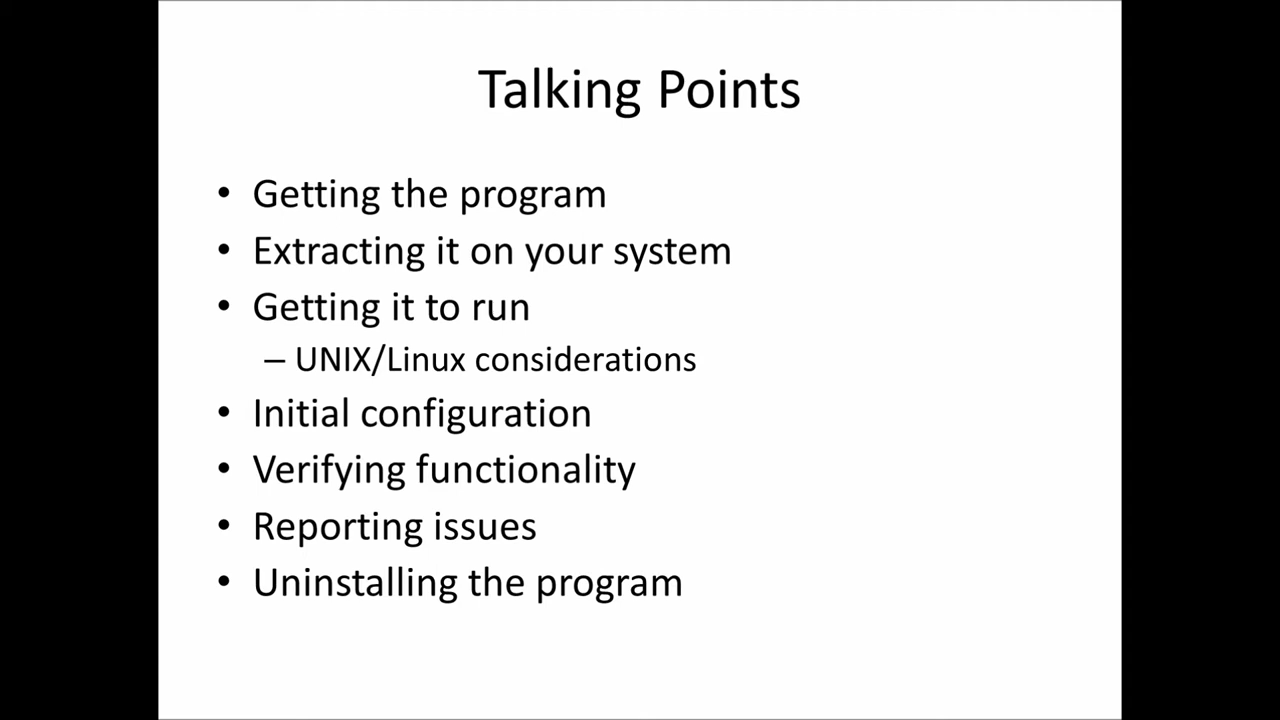 Talking Points
• Getting the program
• Extracting it on your system
• Getting it to run
– UNIX/Linux considerations
• Initial configuration
• Verifying functionality
• Reporting issues
• Uninstalling the program